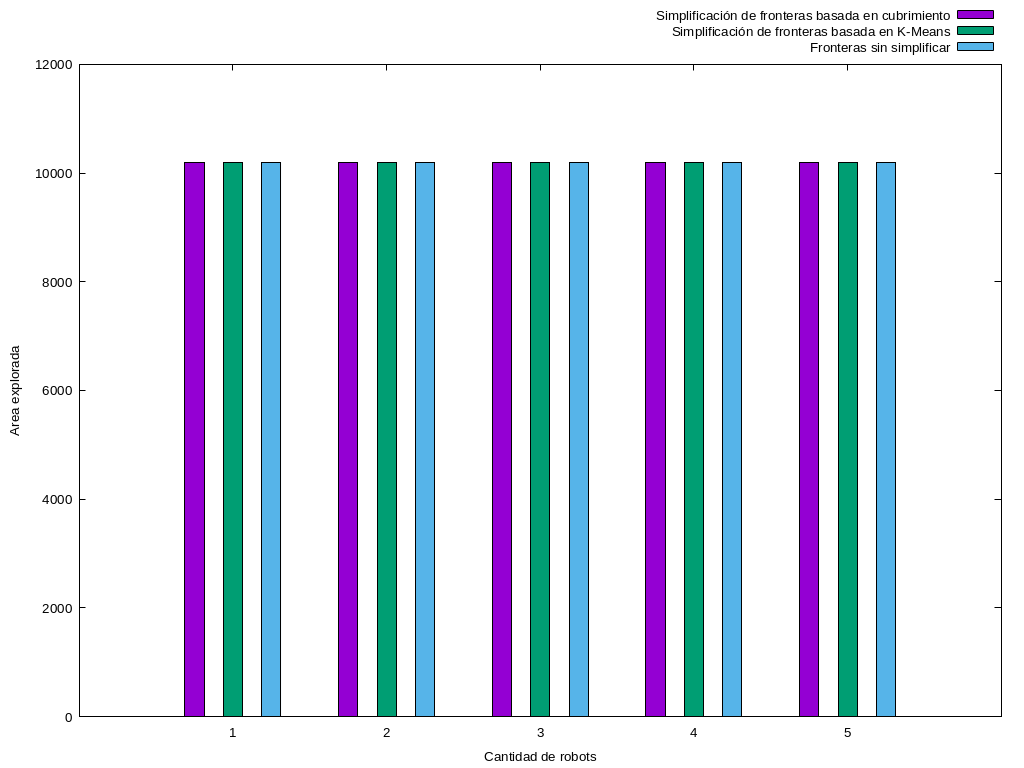 Simplificación de fronteras basada en cubrimiento
Simplificación de fronteras basada en K-Means
Fronteras sin simplificar
12000
10000
8000
6000
4000
2000
0
Area explorada
1 2 3 4 5
Cantidad de robots